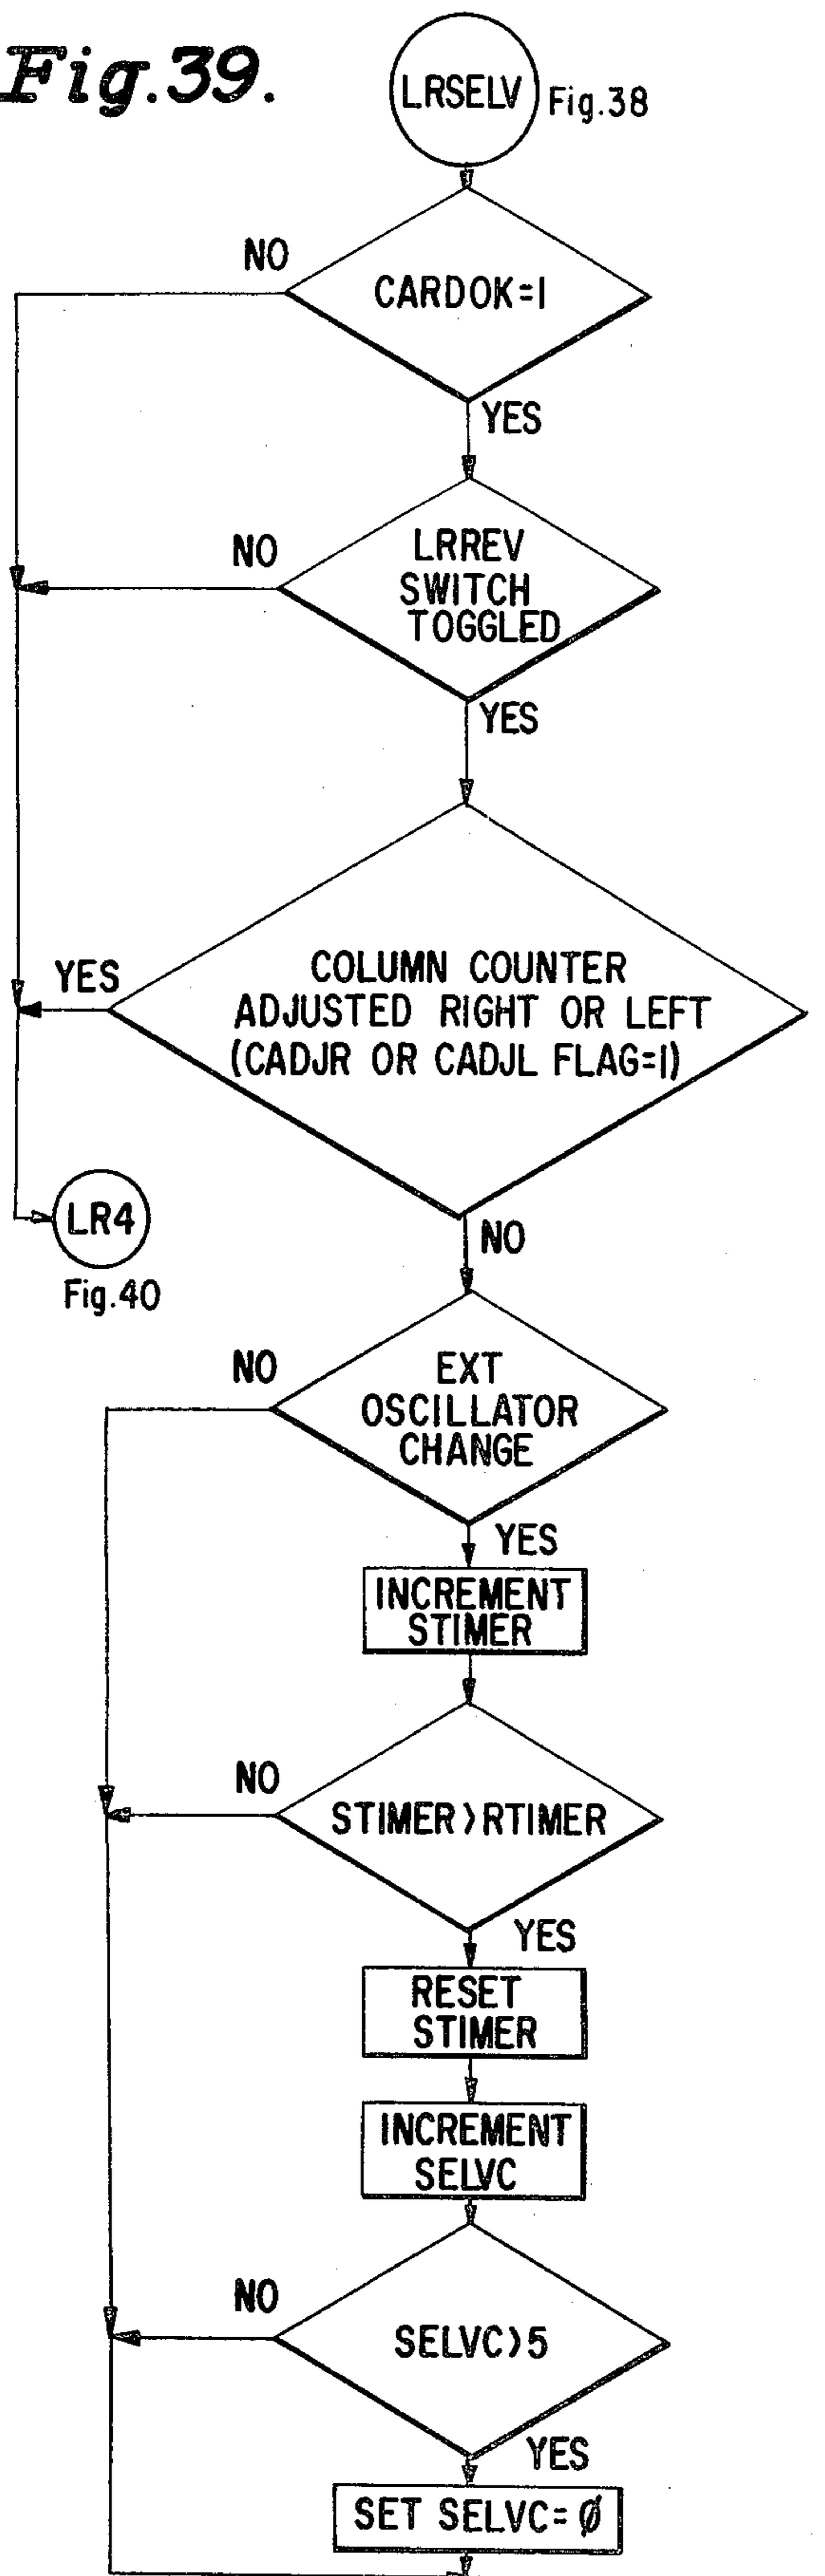 Fig.39.
LRSELV
Fig.38
NO
CARDOK=1
YES
NO
LRREV
SWITCH
TOGGLED
YES
YES
COLUMN COUNTER
ADJUSTED RIGHT OR LEFT
(CADJR OR CADJL FLAG=1)
LR4
Fig.40
NO
NO
EXT
OSCILLATOR
CHANGE
YES
INCREMENT
STIMER
NO
STIMER>RTIMER
YES
RESET
STIMER
INCREMENT
SELVC
NO
SELVC>5
YES
SET SELVC=Ø